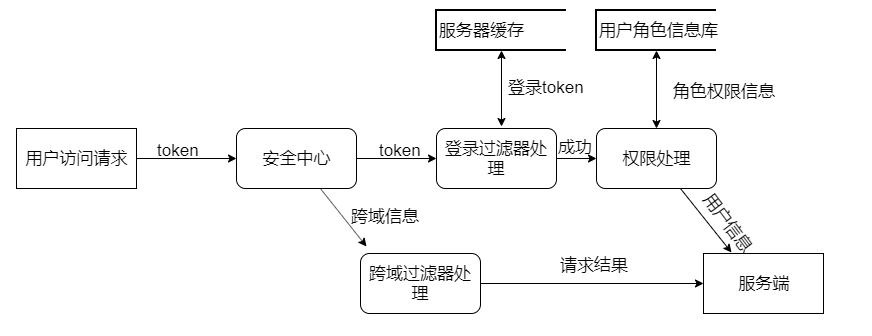 服务器缓存
用户角色信息库
登录token
角色权限信息
用户访问请求
token
安全中心
token
登录过滤器处
理
成功
权限处理
跨域信息
用户信息
跨域过滤器处
理
请求结果
服务端